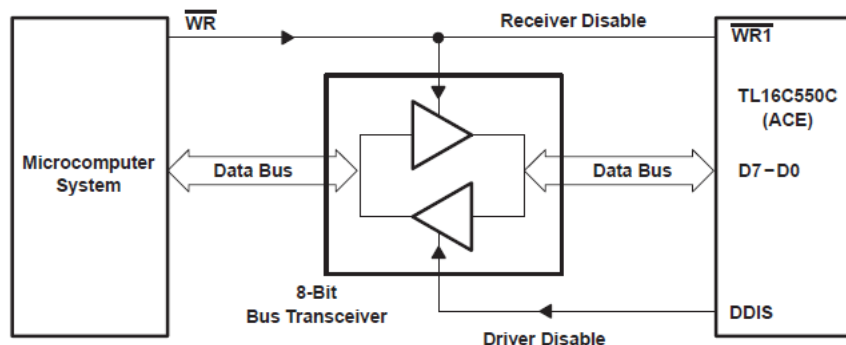 WR
Receiver Disable
WR1
TL16C550C
(ACE)
Microcomputer
System
Data Bus
Data Bus
D7−D0
8-Bit
Bus Transceiver
DDIS
Driver Disable